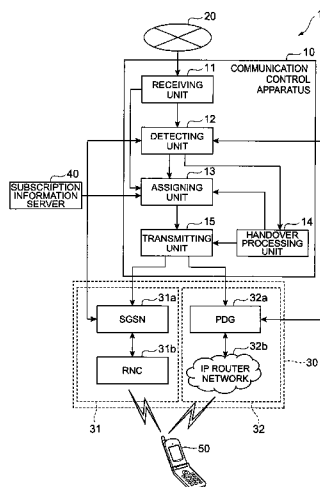 20
1
10
COMMUNICATION
CONTROL
APPARATUS
11
RECEIVING
UNIT
12
DETECTING
UNIT
40
SUBSCRIPTION
INFORMATION
SERVER
13
ASSIGNING
UNIT
15
TRANSMITTING
UNIT
14
HANDOVER
PROCESSING
UNIT
31a
SGSN
32a
PDG
31b
RNC
32b
IP ROUTER
NETWORK
30
31
32
50